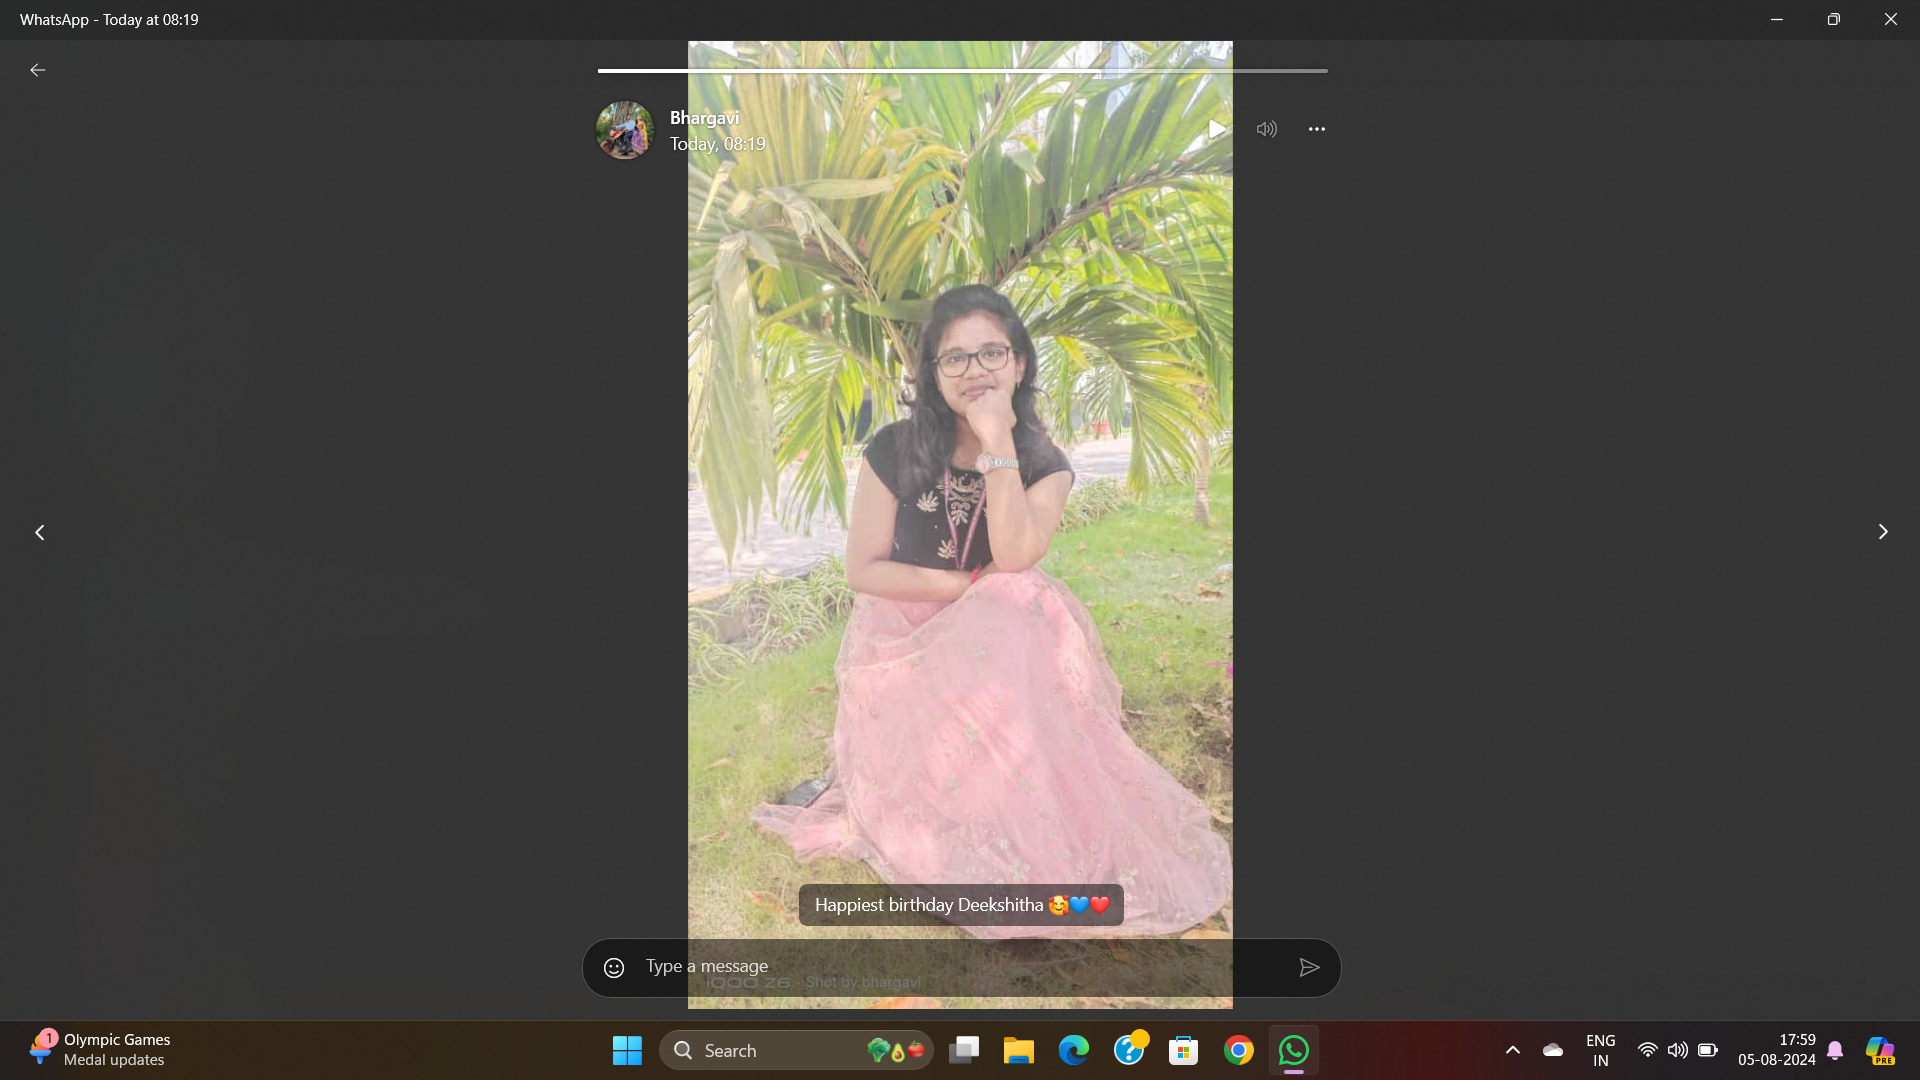 WhatsApp - Today at 08:19
Bhargavi
Today, 08:19
Happiest birthday Deekshitha 🥰💙❤️
Type a message
iQOO Z6 · Shot by bhargavi
1
Olympic Games
Medal updates
Search
ENG
IN
17:59
05-08-2024
PRE